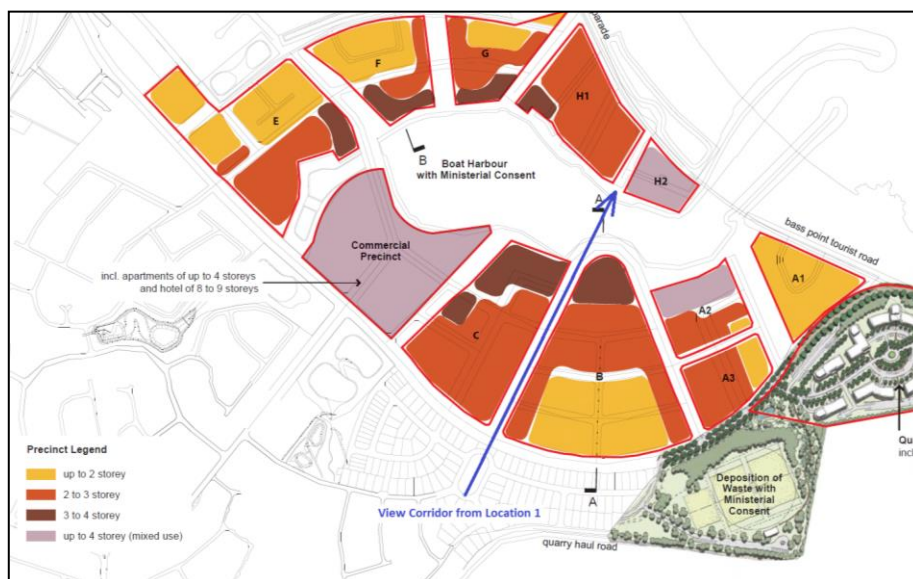 parade
F
G
H1
E
B
Boat Harbour
with Ministerial Consent
H2
A
bass point tourist road
Commercial
Precinct
incl. apartments of up to 4 storeys
and hotel of 8 to 9 storeys
A1
A2
C
B
A3
Qu
incl
Precinct Legend
up to 2 storey
2 to 3 storey
3 to 4 storey
up to 4 storey (mixed use)
Deposition of
Waste with
Ministerial
Consent
A
View Corridor from Location 1
quarry haul road